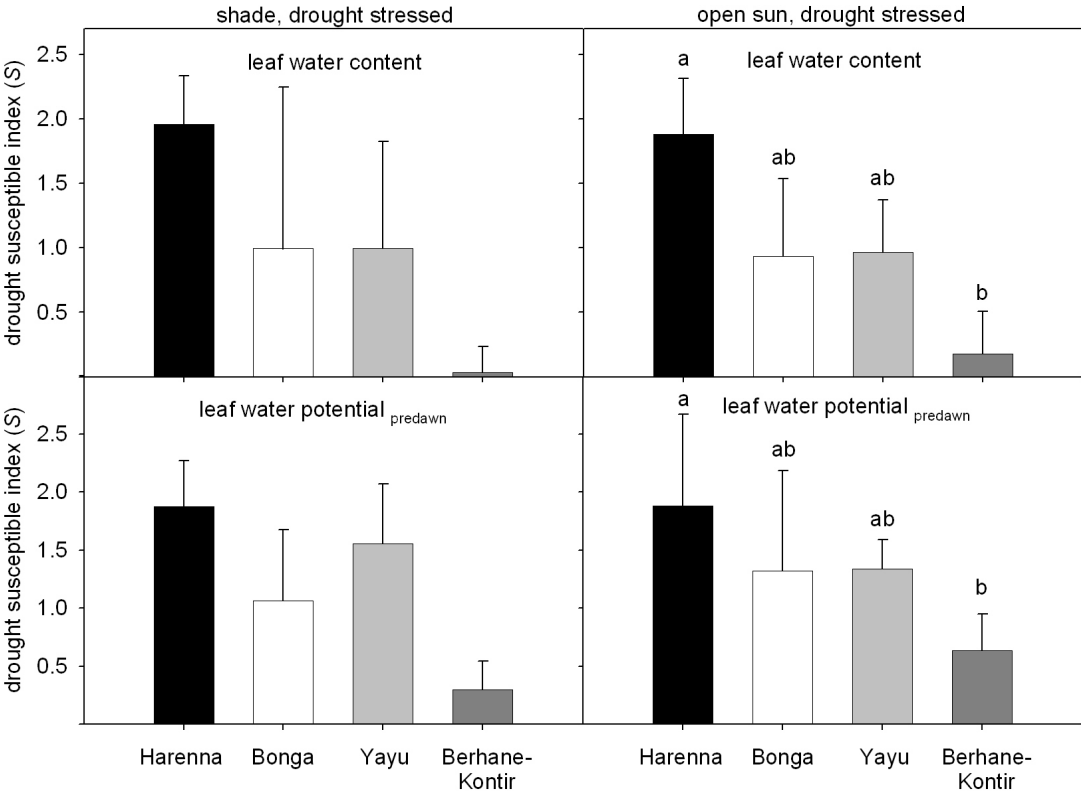 shade, drought stressed
open sun, drought stressed
drought susceptible index (S)
2.5
2.0
1.5
1.0
0.5
leaf water content
leaf water content
a
ab
ab
b
drought susceptible index (S)
2.5
2.0
1.5
1.0
0.5
leaf water potential predawn
leaf water potential predawn
a
ab
ab
b
Harenna
Bonga
Yayu
Berhane-
Kontir
Harenna
Bonga
Yayu
Berhane-
Kontir